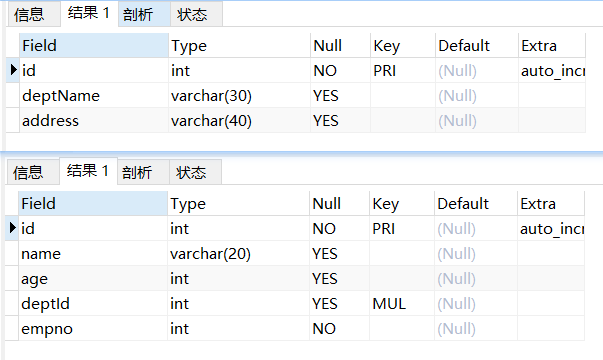 信息 结果 1 剖析 状态
Field Type Null Key Default Extra
id int NO PRI (Null) auto_incr
deptName varchar(30) YES (Null)
address varchar(40) YES (Null)
信息 结果 1 剖析 状态
Field Type Null Key Default Extra
id int NO PRI (Null) auto_incr
name varchar(20) YES (Null)
age int YES (Null)
deptId int YES MUL (Null)
empno int NO (Null)